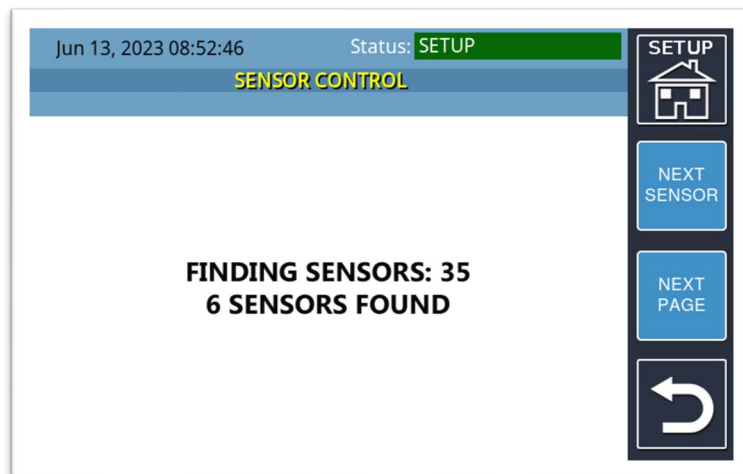 Jun 13, 2023 08:52:46 Status: SETUP
SENSOR CONTROL
SETUP
NEXT
SENSOR
FINDING SENSORS: 35
6 SENSORS FOUND
NEXT
PAGE